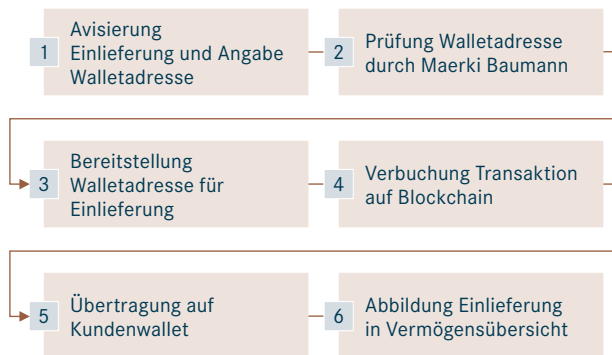 1
Avisierung
Einlieferung und Angabe
Walletadresse
2
Prüfung Walletadresse
durch Maerki Baumann
3
Bereitstellung
Walletadresse für
Einlieferung
4
Verbuchung Transaktion
auf Blockchain
5
Übertragung auf
Kundenwallet
6
Abbildung Einlieferung
in Vermögensübersicht